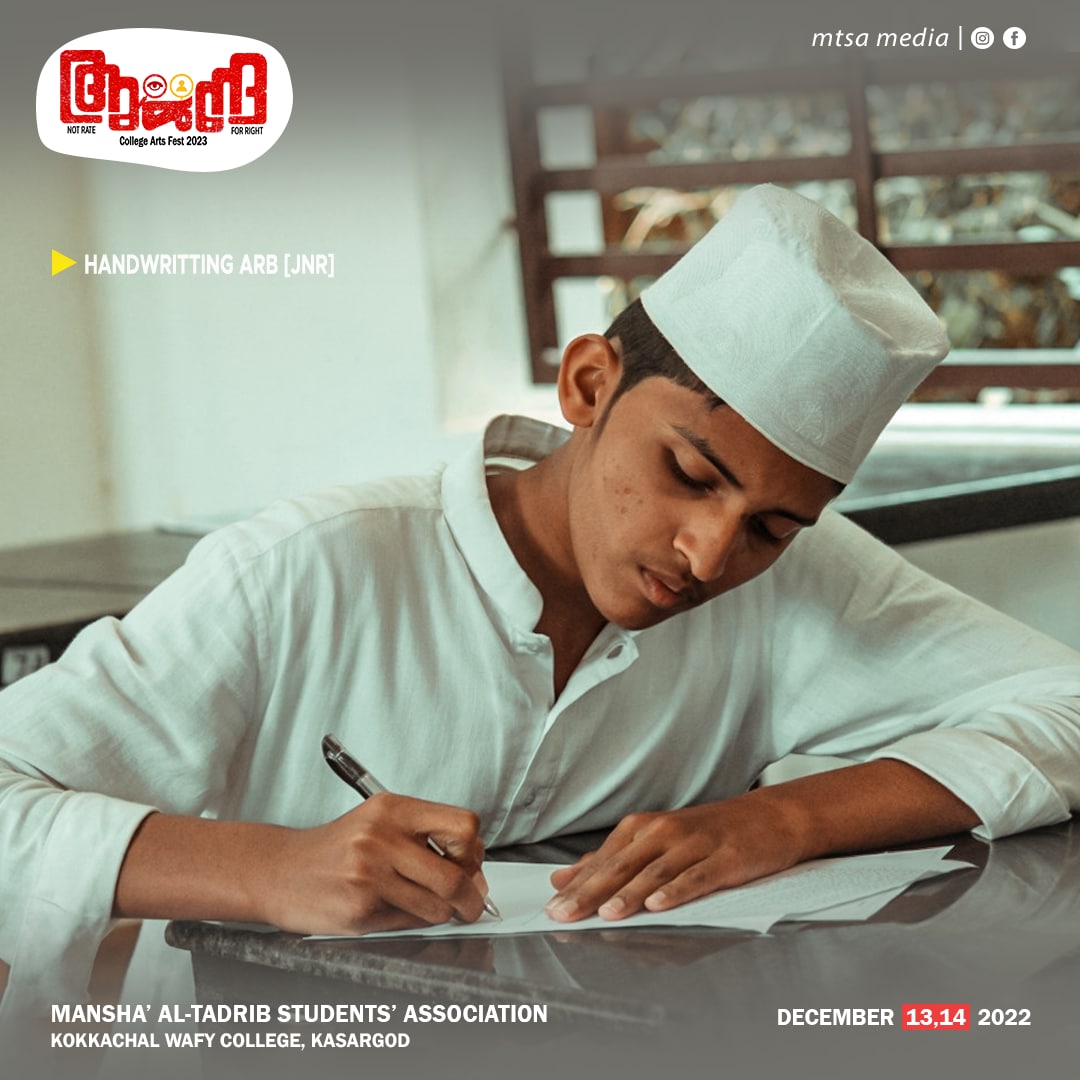 mtsa media |
NOT RATE
FOR RIGHT
College Arts Fest 2023
HANDWRITTING ARB [JNR]
MANSHA’ AL-TADRIB STUDENTS’ ASSOCIATION
KOKKACHAL WAFY COLLEGE, KASARGOD
DECEMBER 13,14 2022